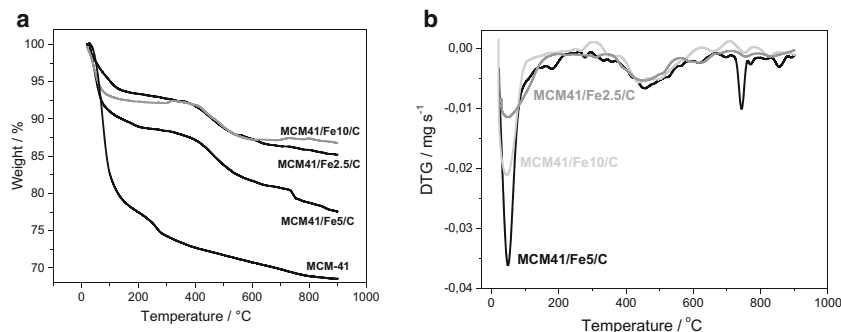 a
100
95
90
85
80
75
70
Weight / %
0
200
400
600
800
1000
Temperature / °C
MCM41/Fe10/C
MCM41/Fe2.5/C
MCM41/Fe5/C
MCM-41
b
0,00
-0,01
-0,02
-0,03
-0,04
DTG / mg s⁻¹
0
200
400
600
800
1000
Temperature / °C
MCM41/Fe2.5/C
MCM41/Fe10/C
MCM41/Fe5/C